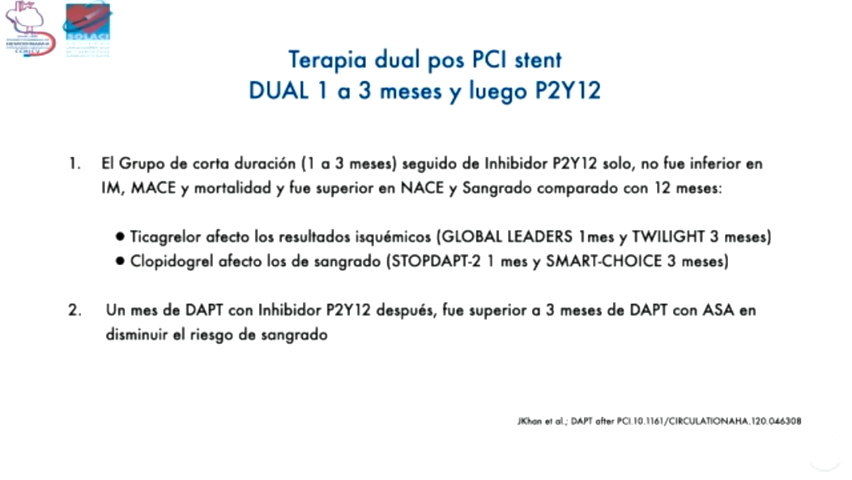 SOLACI
Terapia dual pos PCI stent
DUAL 1 a 3 meses y luego P2Y12
1. El Grupo de corta duración (1 a 3 meses) seguido de Inhibidor P2Y12 solo, no fue inferior en
IM, MACE y mortalidad y fue superior en NACE y Sangrado comparado con 12 meses:
● Ticagrelor afecto los resultados isquémicos (GLOBAL LEADERS 1mes y TWILIGHT 3 meses)
● Clopidogrel afecto los de sangrado (STOPDAPT-2 1 mes y SMART-CHOICE 3 meses)
2. Un mes de DAPT con Inhibidor P2Y12 después, fue superior a 3 meses de DAPT con ASA en
disminuir el riesgo de sangrado
JKhan et al.; DAPT after PCI.10.1161/CIRCULATIONAHA.120.046308